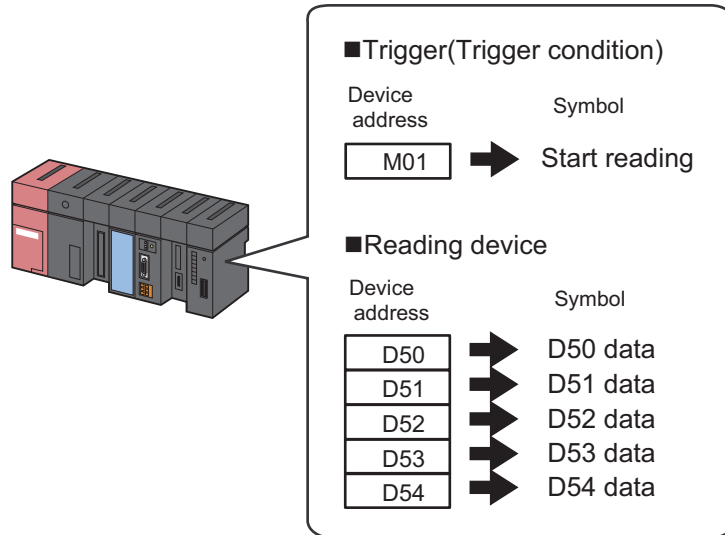 ■Trigger(Trigger condition)
Device address
Symbol
M01
Start reading
■Reading device
Device address
Symbol
D50 D50 data
D51 D51 data
D52 D52 data
D53 D53 data
D54 D54 data